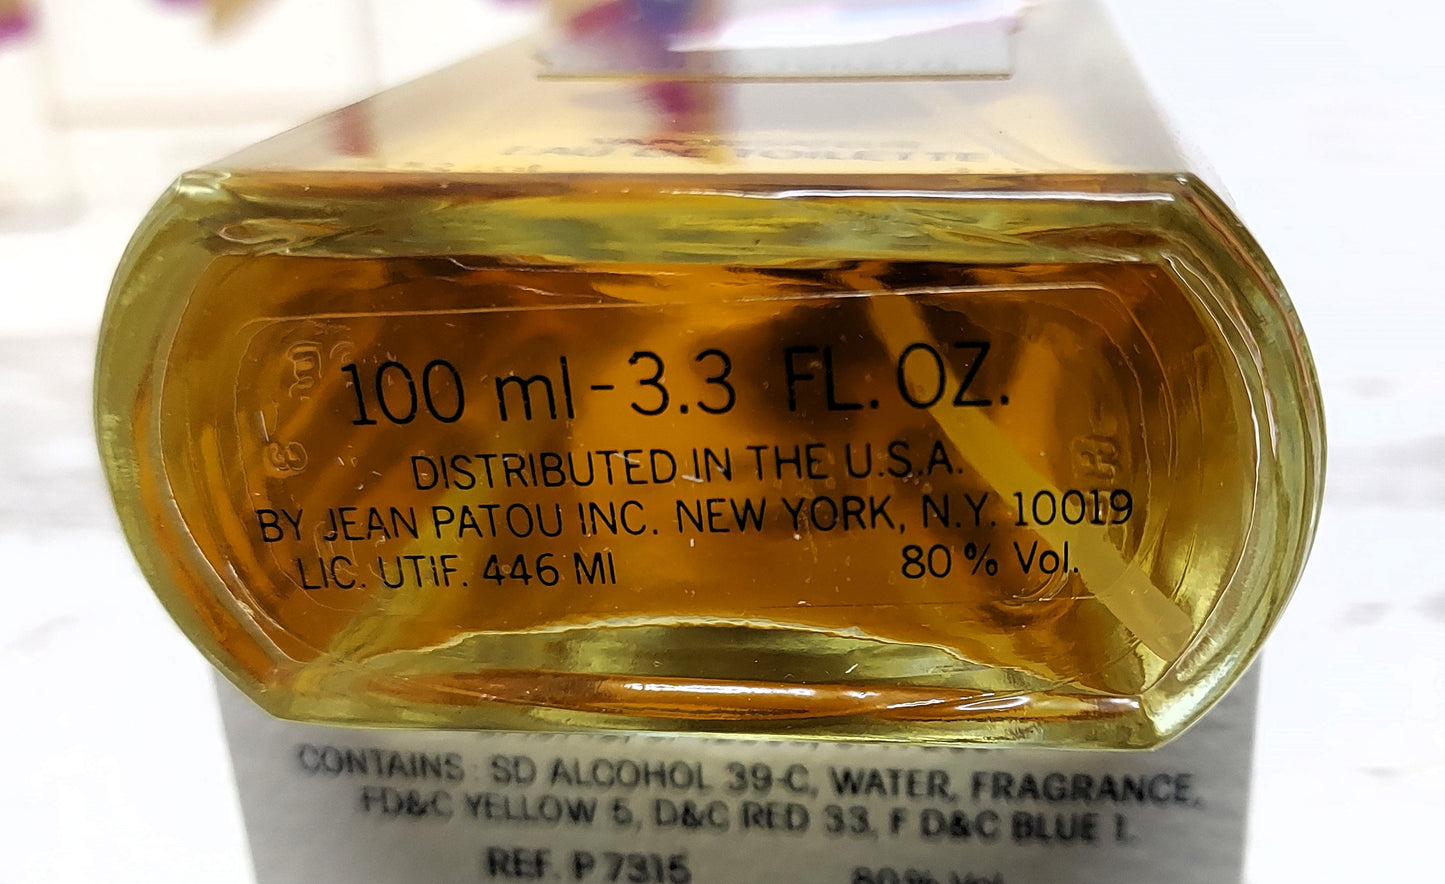 EAU DE TOILETTE
100 ml - 3.3 FL. OZ.
DISTRIBUTED IN THE U.S.A.
BY JEAN PATOU INC. NEW YORK, N.Y. 10019
LIC. UTIF. 446 MI
80 % Vol.
CONTAINS : SD ALCOHOL 39-C, WATER, FRAGRANCE,
FD&C YELLOW 5, D&C RED 33, F D&C BLUE 1.
REF. P 7315
80 % Vol.